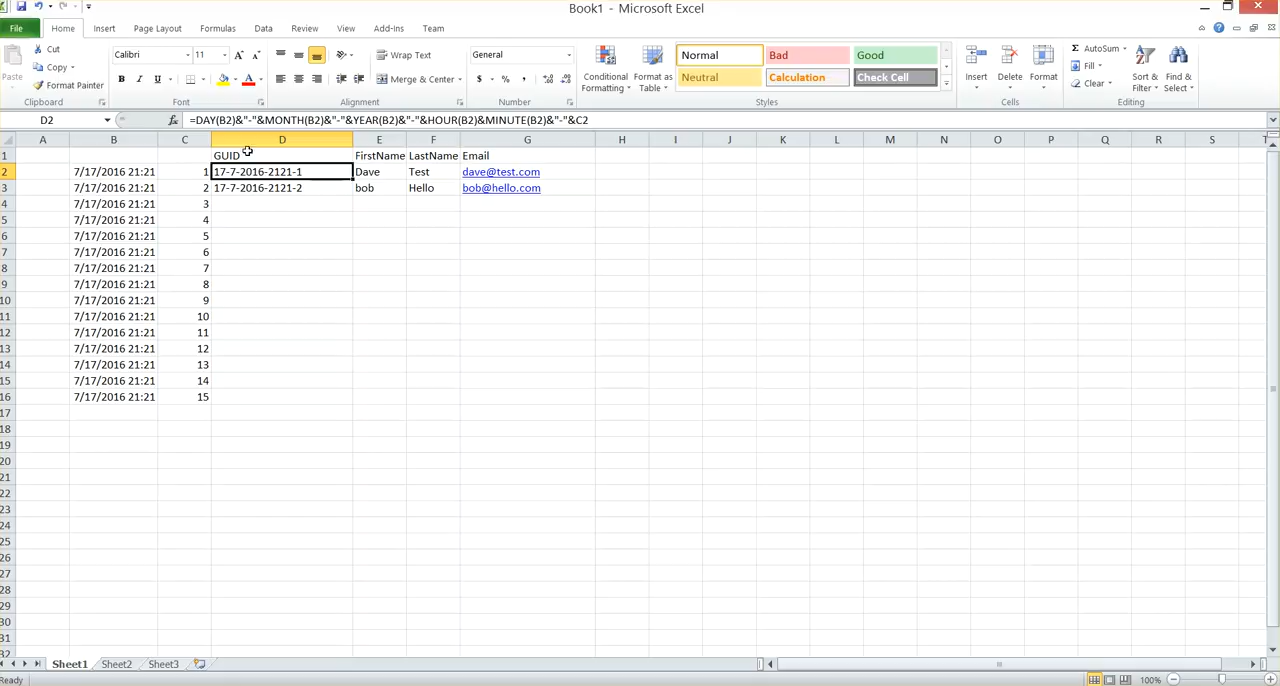 Book1 - Microsoft Excel
File Home Insert Page Layout Formulas Data Review View Add-Ins Team
Paste
Cut
Copy
Format Painter
Clipboard
Calibri 11
B I U
Font
Wrap Text
Merge & Center
Alignment
General
$ % ,
Number
Conditional Formatting
Format as Table
Normal Bad Good
Neutral Calculation Check Cell
Styles
Insert Delete Format
Cells
AutoSum
Fill
Clear
Sort & Filter
Find & Select
Editing
D2 fx =DAY(B2)&"-"&MONTH(B2)&"-"&YEAR(B2)&"-"&HOUR(B2)&MINUTE(B2)&"-"&C2
A B C D E F G H I J K L M N O P Q R S T
1 GUID FirstName LastName Email
2 7/17/2016 21:21 1 17-7-2016-2121-1 Dave Test dave@test.com
3 7/17/2016 21:21 2 17-7-2016-2121-2 bob Hello bob@hello.com
4 7/17/2016 21:21 3
5 7/17/2016 21:21 4
6 7/17/2016 21:21 5
7 7/17/2016 21:21 6
8 7/17/2016 21:21 7
9 7/17/2016 21:21 8
10 7/17/2016 21:21 9
11 7/17/2016 21:21 10
12 7/17/2016 21:21 11
13 7/17/2016 21:21 12
14 7/17/2016 21:21 13
15 7/17/2016 21:21 14
16 7/17/2016 21:21 15
17
18
19
20
21
22
23
24
25
26
27
28
29
30
31
32
Sheet1 Sheet2 Sheet3
Ready 100%